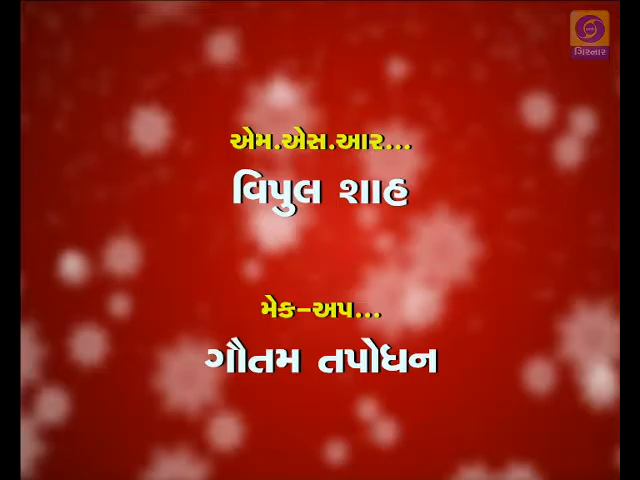 ગિરનાર
એમ.એસ.આર...
વિપુલ શાહ
મેક-અપ...
ગૌતમ તપોધન